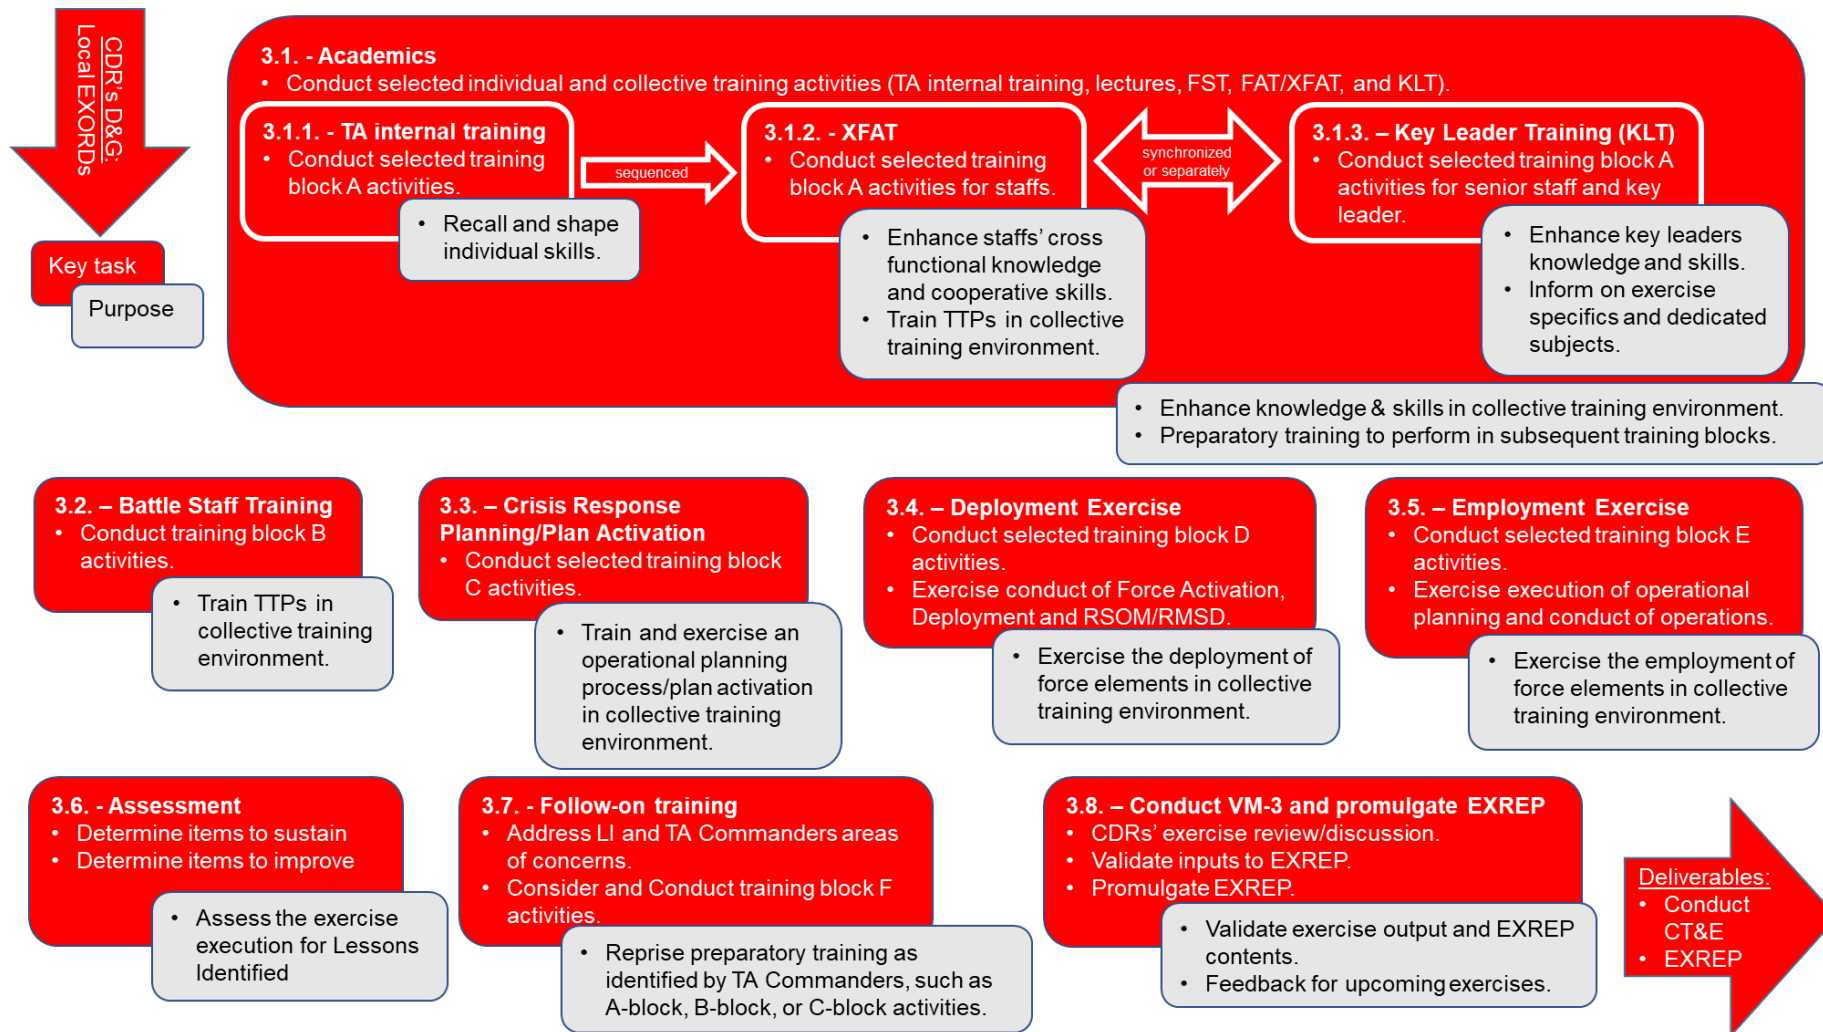 CDR's D&G:
Local EXORDs
Key task
Purpose
3.1. - Academics
• Conduct selected individual and collective training activities (TA internal training, lectures, FST, FAT/XFAT, and KLT).
3.1.1. - TA internal training
• Conduct selected training
block A activities.
• Recall and shape
individual skills.
sequenced
3.1.2. - XFAT
• Conduct selected training
block A activities for staffs.
• Enhance staffs' cross
functional knowledge
and cooperative skills.
• Train TTPs in collective
training environment.
synchronized
or separately
3.1.3. – Key Leader Training (KLT)
• Conduct selected training block A
activities for senior staff and key
leader.
• Enhance key leaders
knowledge and skills.
• Inform on exercise
specifics and dedicated
subjects.
• Enhance knowledge & skills in collective training environment.
• Preparatory training to perform in subsequent training blocks.
3.2. – Battle Staff Training
• Conduct training block B
activities.
• Train TTPs in
collective training
environment.
3.3. – Crisis Response
Planning/Plan Activation
• Conduct selected training block
C activities.
• Train and exercise an
operational planning
process/plan activation
in collective training
environment.
3.4. – Deployment Exercise
• Conduct selected training block D
activities.
• Exercise conduct of Force Activation,
Deployment and RSOM/RMSD.
• Exercise the deployment of
force elements in collective
training environment.
3.5. – Employment Exercise
• Conduct selected training block E
activities.
• Exercise execution of operational
planning and conduct of operations.
• Exercise the employment of
force elements in collective
training environment.
3.6. - Assessment
• Determine items to sustain
• Determine items to improve
• Assess the exercise
execution for Lessons
Identified
3.7. - Follow-on training
• Address LI and TA Commanders areas
of concerns.
• Consider and Conduct training block F
activities.
• Reprise preparatory training as
identified by TA Commanders, such as
A-block, B-block, or C-block activities.
3.8. – Conduct VM-3 and promulgate EXREP
• CDRs' exercise review/discussion.
• Validate inputs to EXREP.
• Promulgate EXREP.
• Validate exercise output and EXREP
contents.
• Feedback for upcoming exercises.
Deliverables:
• Conduct
CT&E
• EXREP